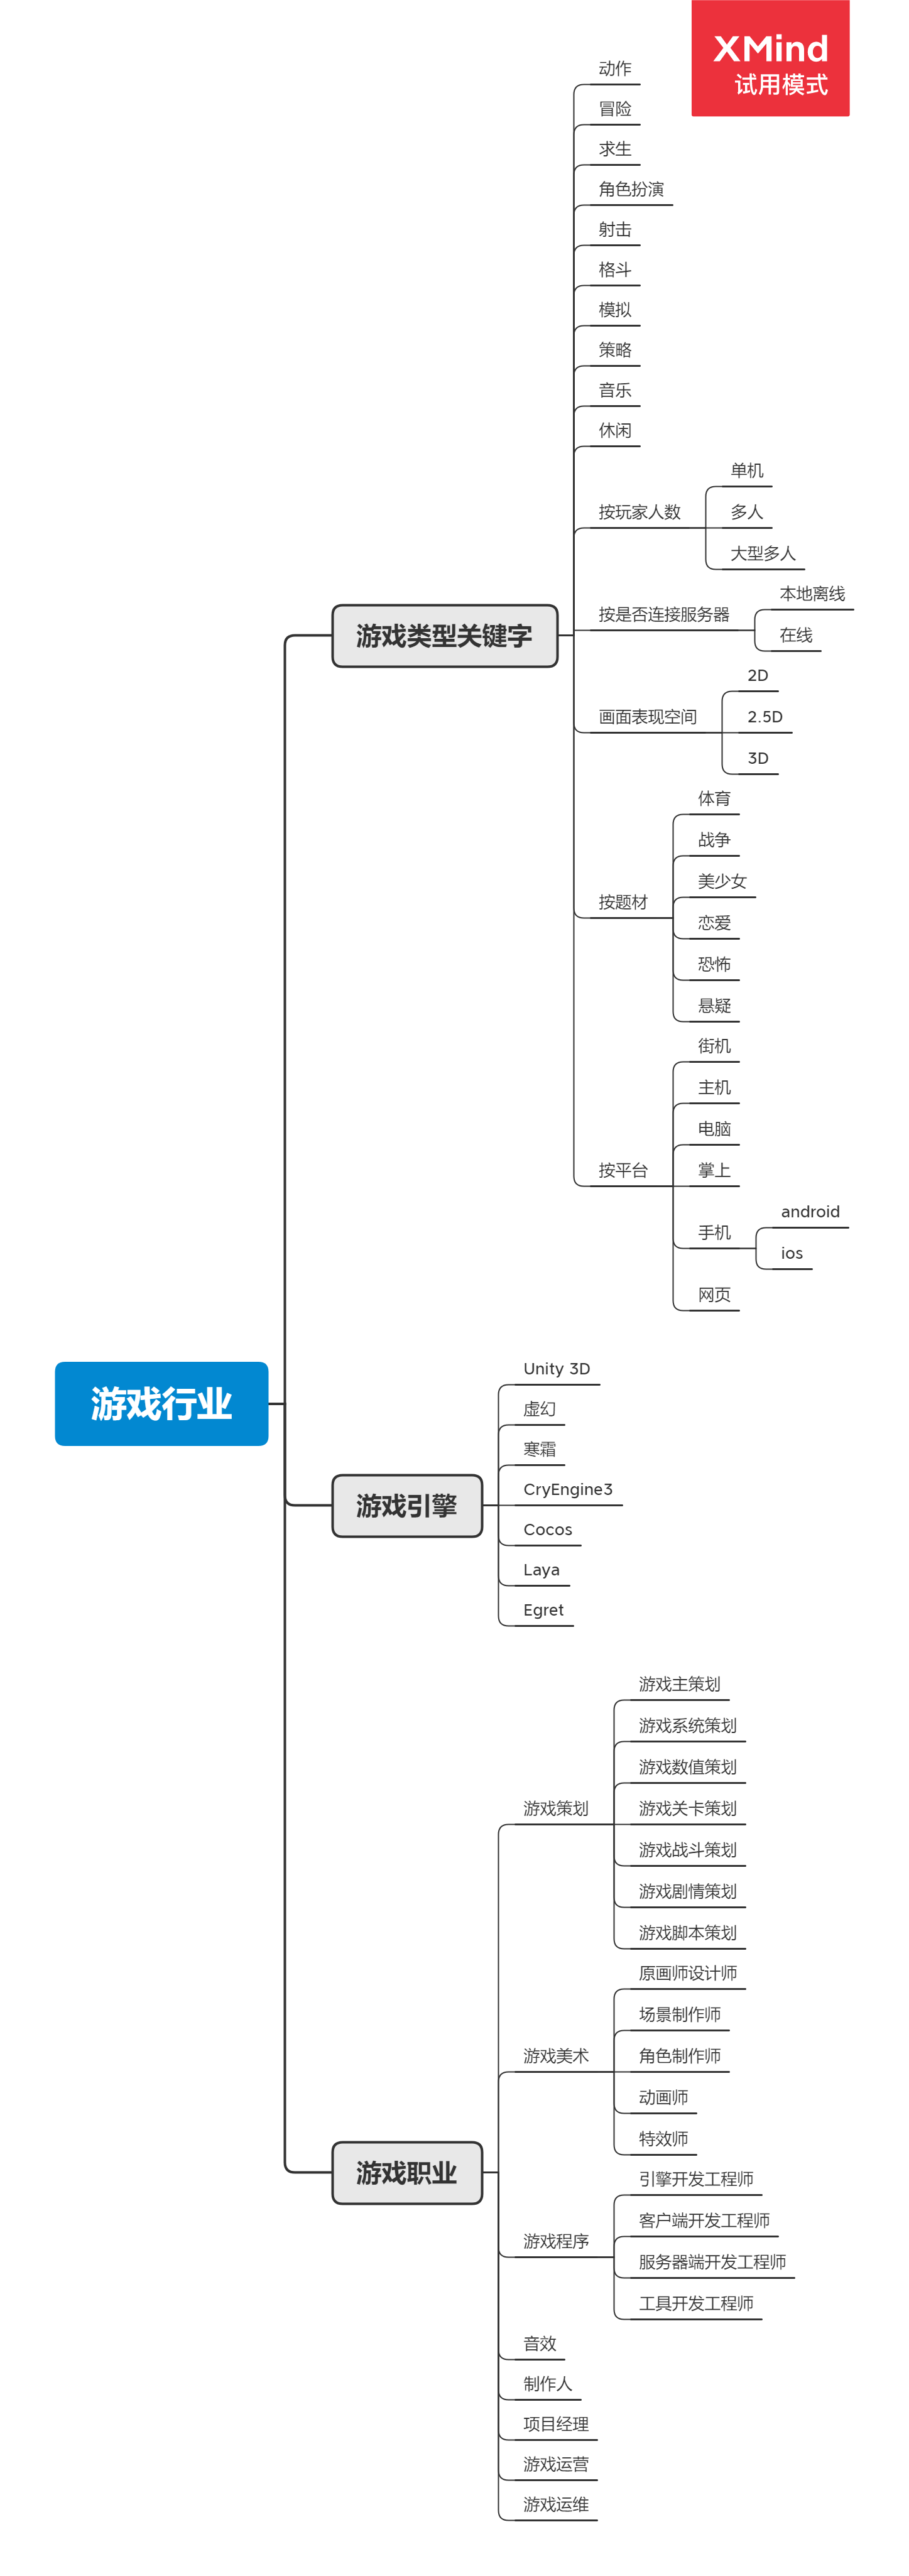 XMind
试用模式
动作
冒险
求生
角色扮演
射击
格斗
模拟
策略
音乐
休闲
单机
按玩家人数
多人
大型多人
本地离线
按是否连接服务器
游戏类型关键字
在线
2D
画面表现空间
2.5D
3D
体育
战争
美少女
按题材
恋爱
恐怖
悬疑
街机
主机
电脑
按平台
掌上
android
手机
ios
网页
游戏行业
Unity 3D
虚幻
寒霜
CryEngine3
游戏引擎
Cocos
Laya
Egret
游戏主策划
游戏系统策划
游戏数值策划
游戏策划
游戏关卡策划
游戏战斗策划
游戏剧情策划
游戏脚本策划
原画师设计师
场景制作师
游戏美术
角色制作师
动画师
特效师
游戏职业
引擎开发工程师
客户端开发工程师
游戏程序
服务器端开发工程师
工具开发工程师
音效
制作人
项目经理
游戏运营
游戏运维